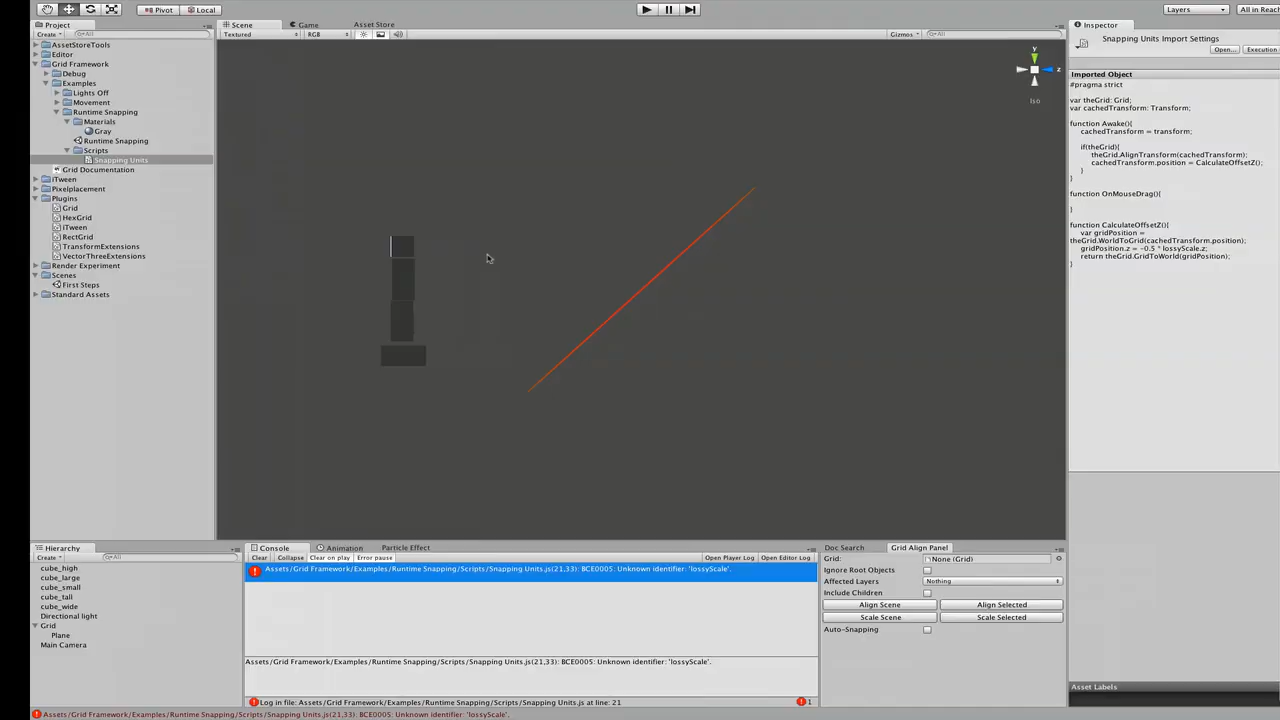 Pivot Local
Layers All in Reach
Project
Create All
AssetStoreTools
Editor
Grid Framework
Debug
Examples
Lights Off
Movement
Runtime Snapping
Materials
Gray
Runtime Snapping
Scripts
Snapping Units
Grid Documentation
iTween
Pixelplacement
Plugins
Grid
HexGrid
iTween
RectGrid
TransformExtensions
VectorThreeExtensions
Render Experiment
Scenes
First Steps
Standard Assets
Scene Game Asset Store
Textured RGB Gizmos All
y
z
Iso
Inspector
Snapping Units Import Settings
Open... Execution
Imported Object
#pragma strict
var theGrid: Grid;
var cachedTransform: Transform;
function Awake(){
cachedTransform = transform;
if(theGrid){
theGrid.AlignTransform(cachedTransform);
cachedTransform.position = CalculateOffsetZ();
}
}
function OnMouseDrag(){
}
function CalculateOffsetZ(){
var gridPosition =
theGrid.WorldToGrid(cachedTransform.position);
gridPosition.z = -0.5 * lossyScale.z;
return theGrid.GridToWorld(gridPosition);
}
Asset Labels
Hierarchy
Create All
cube_high
cube_large
cube_small
cube_tall
cube_wide
Directional light
Grid
Plane
Main Camera
Console Animation Particle Effect
Clear Collapse Clear on play Error pause Open Player Log Open Editor Log
Assets/Grid Framework/Examples/Runtime Snapping/Scripts/Snapping Units.js(21,33): BCE0005: Unknown identifier: 'lossyScale'.
Assets/Grid Framework/Examples/Runtime Snapping/Scripts/Snapping Units.js(21,33): BCE0005: Unknown identifier: 'lossyScale'.
Log in file: Assets/Grid Framework/Examples/Runtime Snapping/Scripts/Snapping Units.js at line: 21
1
Doc Search Grid Align Panel
Grid: None (Grid)
Ignore Root Objects
Affected Layers Nothing
Include Children
Align Scene Align Selected
Scale Scene Scale Selected
Auto-Snapping
Assets/Grid Framework/Examples/Runtime Snapping/Scripts/Snapping Units.js(21,33): BCE0005: Unknown identifier: 'lossyScale'.